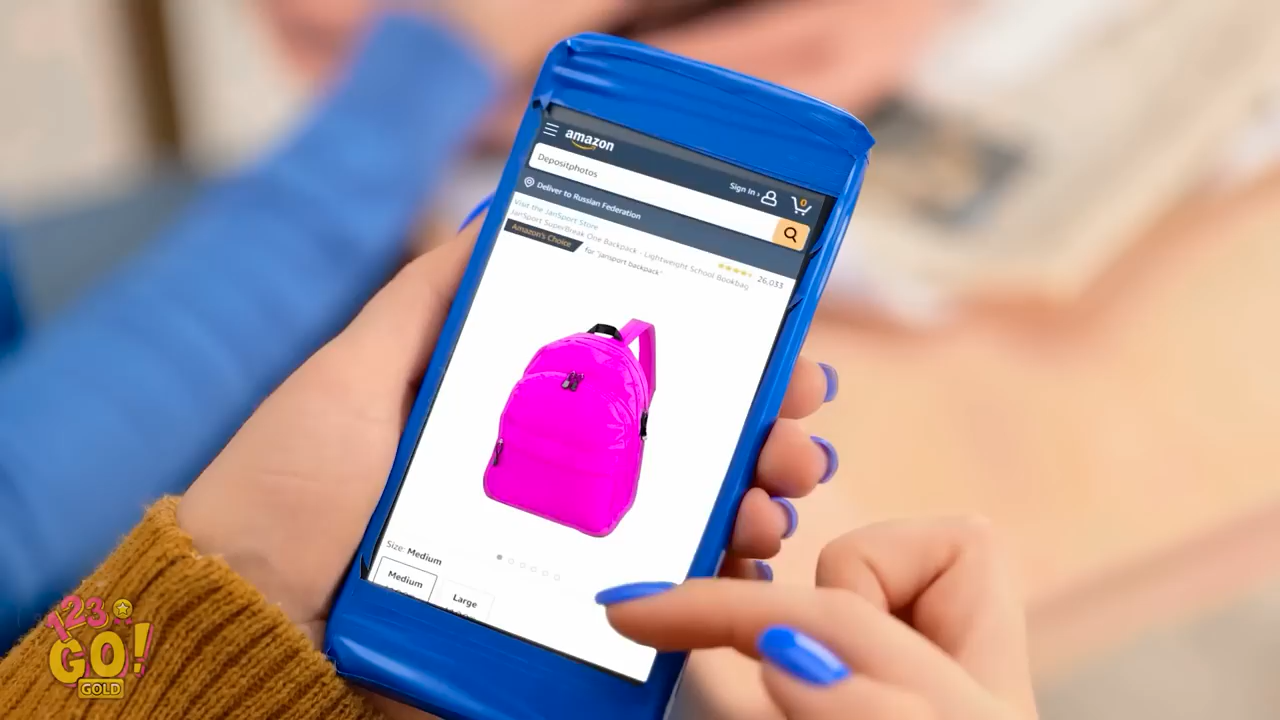 amazon
Depositphotos
Sign in ›
0
Deliver to Russian Federation
Visit the JanSport Store
JanSport SuperBreak One Backpack - Lightweight School Bookbag
26,033
Amazon's Choice
for "jansport backpack"
Size: Medium
Medium
Large
123
GO!
GOLD